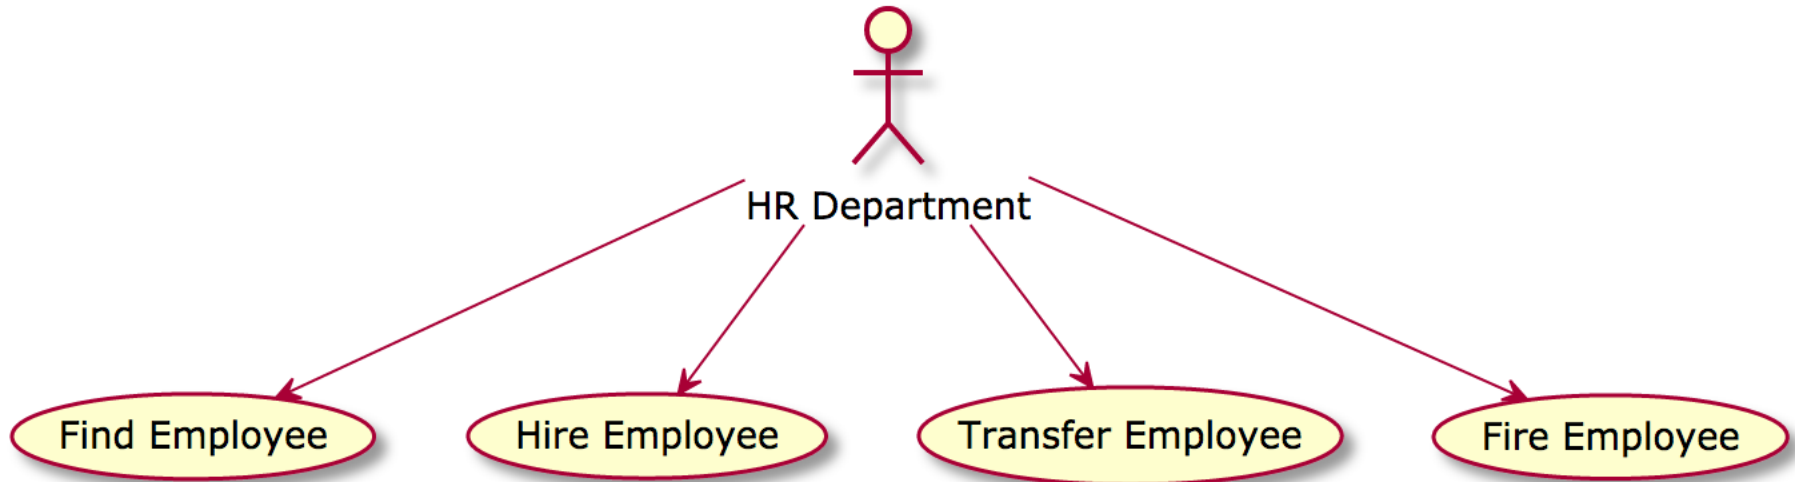 HR Department
Find Employee
Hire Employee
Transfer Employee
Fire Employee